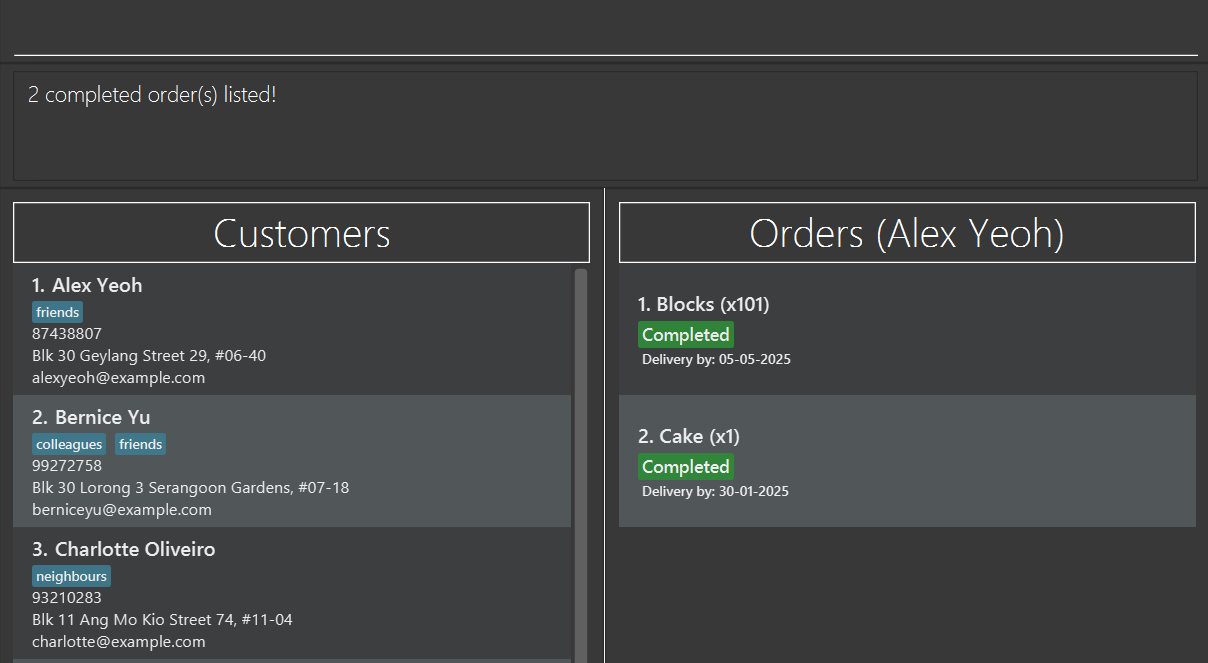 2 completed order(s) listed!
Customers
1. Alex Yeoh
friends
87438807
Blk 30 Geylang Street 29, #06-40
alexyeoh@example.com
2. Bernice Yu
colleagues friends
99272758
Blk 30 Lorong 3 Serangoon Gardens, #07-18
berniceyu@example.com
3. Charlotte Oliveiro
neighbours
93210283
Blk 11 Ang Mo Kio Street 74, #11-04
charlotte@example.com
Orders (Alex Yeoh)
1. Blocks (x101)
Completed
Delivery by: 05-05-2025
2. Cake (x1)
Completed
Delivery by: 30-01-2025